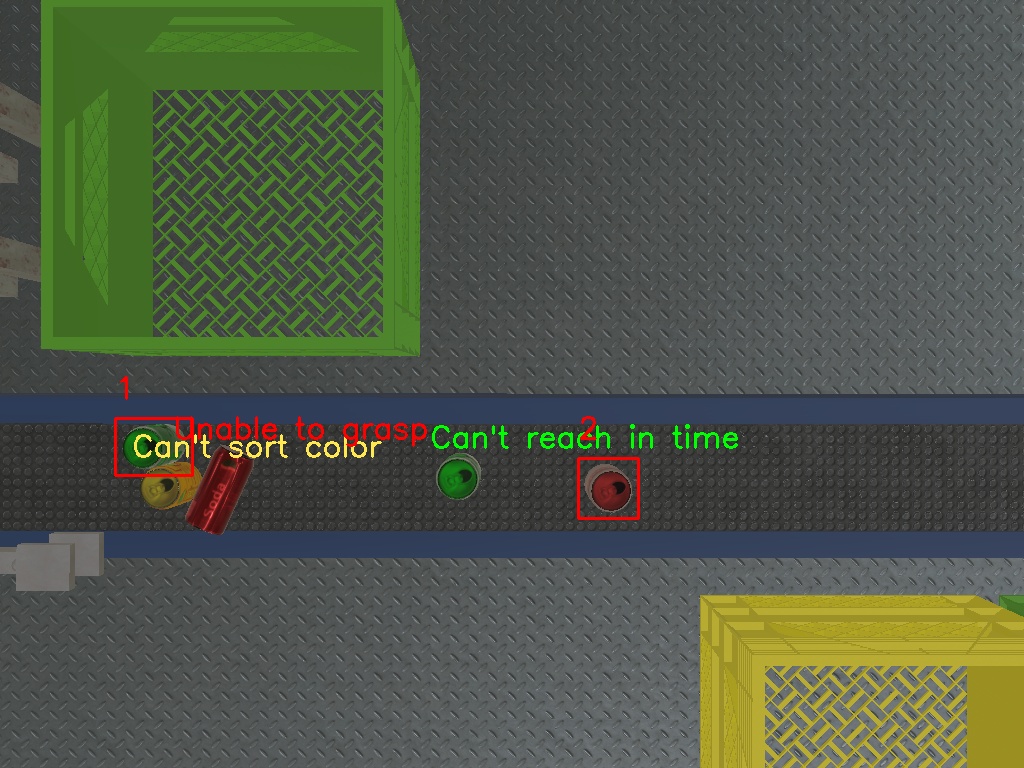 1
Unable to grasp
Can't sort color
Can't reach in time
2
soda